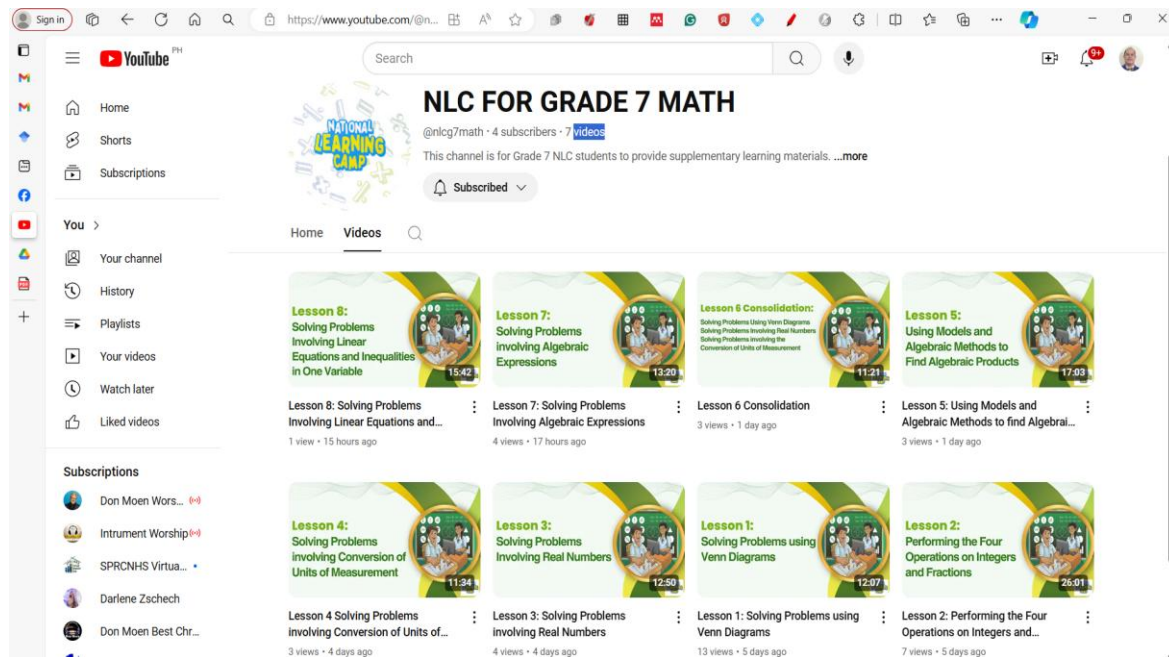 Sign in
https://www.youtube.com/@n...
YouTube PH
Search
9+
Home
Shorts
Subscriptions
You >
Your channel
History
Playlists
Your videos
Watch later
Liked videos
Subscriptions
Don Moen Wors...
Intrument Worship
SPRCNHS Virtua...
Darlene Zschech
Don Moen Best Chr...
NATIONAL
LEARNING
CAMP
NLC FOR GRADE 7 MATH
@nlcg7math · 4 subscribers · 7 videos
This channel is for Grade 7 NLC students to provide supplementary learning materials. ...more
Subscribed
Home Videos
Lesson 8:
Solving Problems
Involving Linear
Equations and Inequalities
in One Variable
15:42
Lesson 8: Solving Problems
Involving Linear Equations and...
1 view · 15 hours ago
Lesson 7:
Solving Problems
involving Algebraic
Expressions
13:20
Lesson 7: Solving Problems
Involving Algebraic Expressions
4 views · 17 hours ago
Lesson 6 Consolidation:
Solving Problems Using Venn Diagrams
Solving Problems Involving Real Numbers
Solving Problems involving the
Conversion of Units of Measurement
11:21
Lesson 6 Consolidation
3 views · 1 day ago
Lesson 5:
Using Models and
Algebraic Methods to
Find Algebraic Products
17:03
Lesson 5: Using Models and
Algebraic Methods to find Algebrai...
3 views · 1 day ago
Lesson 4:
Solving Problems
involving Conversion of
Units of Measurement
11:34
Lesson 4 Solving Problems
involving Conversion of Units of...
3 views · 4 days ago
Lesson 3:
Solving Problems
Involving Real Numbers
12:50
Lesson 3: Solving Problems
involving Real Numbers
4 views · 4 days ago
Lesson 1:
Solving Problems using
Venn Diagrams
12:07
Lesson 1: Solving Problems using
Venn Diagrams
13 views · 5 days ago
Lesson 2:
Performing the Four
Operations on Integers
and Fractions
26:01
Lesson 2: Performing the Four
Operations on Integers and...
7 views · 5 days ago